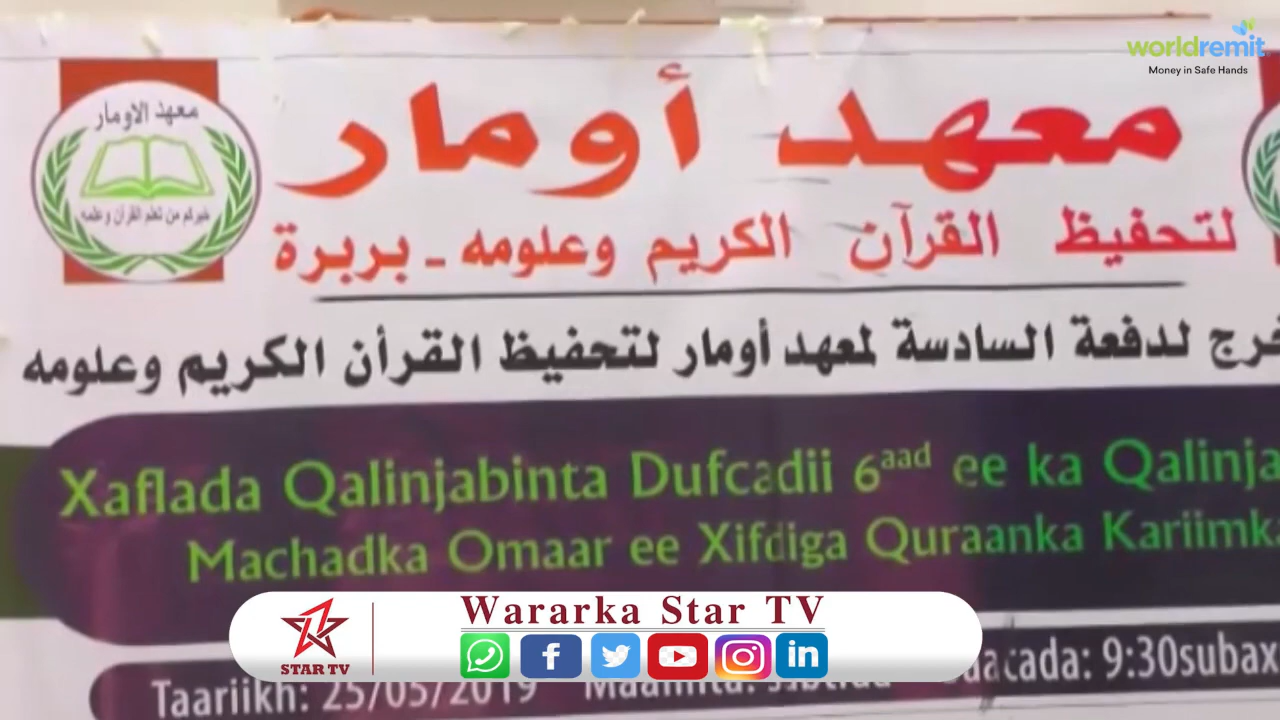 worldremit
Money in Safe Hands
معهد الاومار
خيركم من تعلم القرآن وعلمه
معهد أومار
لتحفيظ القرآن الكريم وعلومه - بربرة
لدفعة السادسة لمعهد أومار لتحفيظ القرأن الكريم وعلومه
Xaflada Qalinjabinta Dufcadii 6aad ee ka Qalinja
Machadka Omaar ee Xifdiga Quraanka Kariimka
Wararka Star TV
STAR TV
in
Taariikh: 25/05/2019 9:30subax